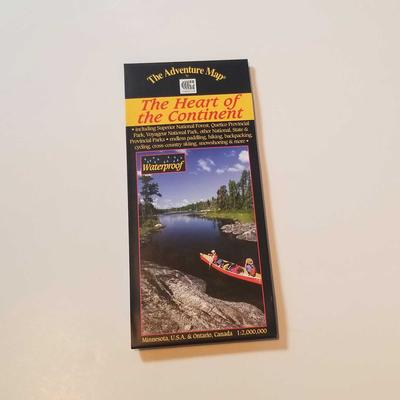 The Adventure Map®
The Heart of
the Continent
• including Superior National Forest, Quetico Provincial
Park, Voyageur National Park, other National, State &
Provincial Parks • endless paddling, hiking, backpacking,
cycling, cross-country skiing, snowshoeing & more •
Waterproof
Minnesota, U.S.A. & Ontario, Canada 1:2,000,000